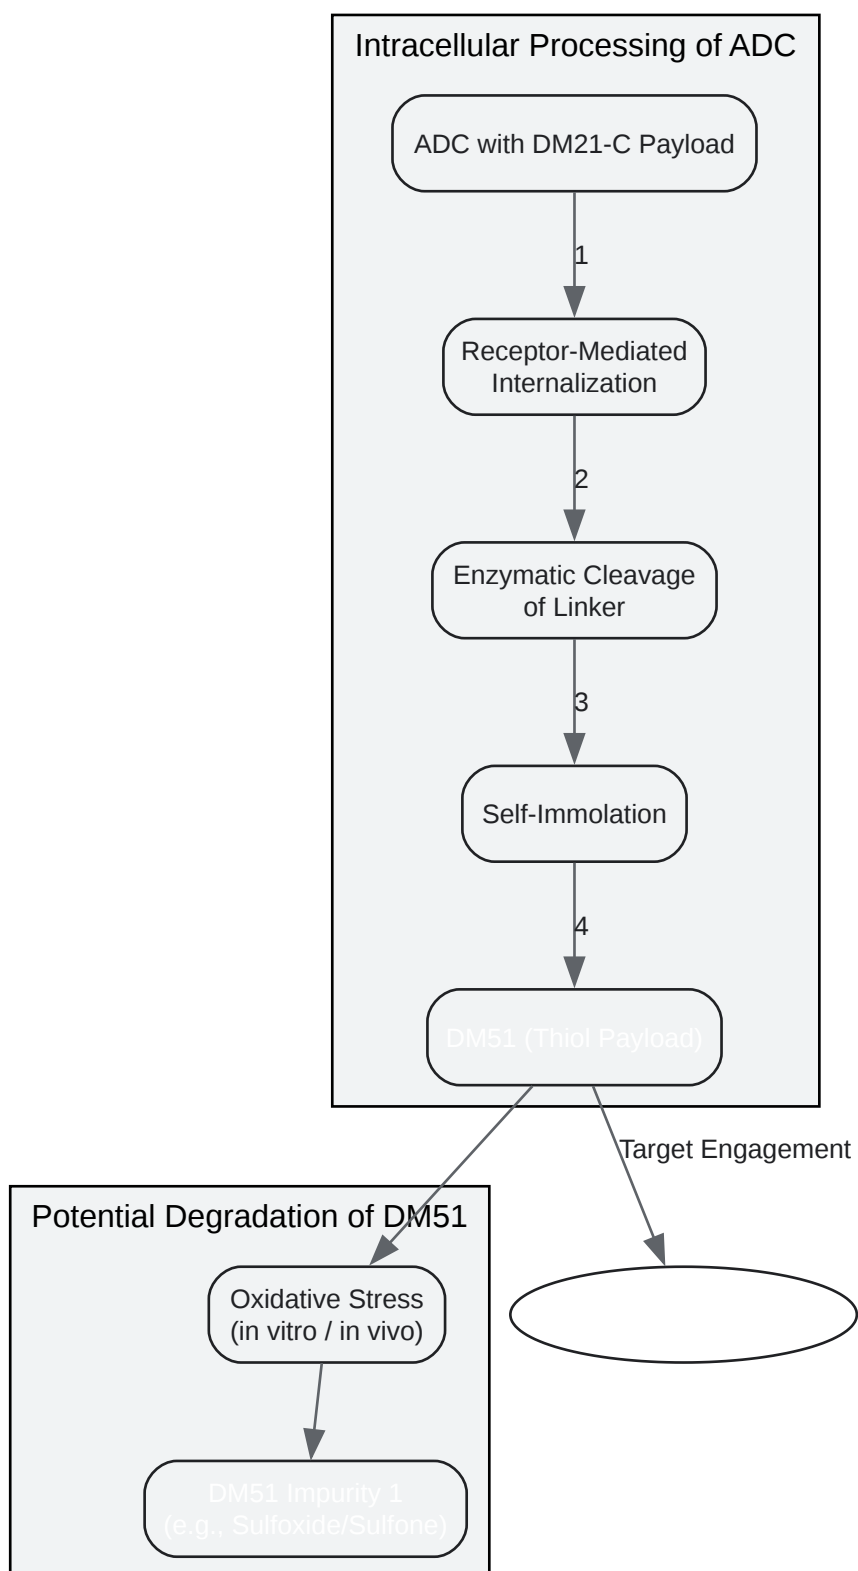 Intracellular Processing of ADC
ADC with DM21-C Payload
1
Receptor-Mediated
Internalization
2
Enzymatic Cleavage
of Linker
3
Self-Immolation
4
DM51 (Thiol Payload)
Target Engagement
Potential Degradation of DM51
Oxidative Stress
(in vitro / in vivo)
DM51 Impurity 1
(e.g., Sulfoxide/Sulfone)